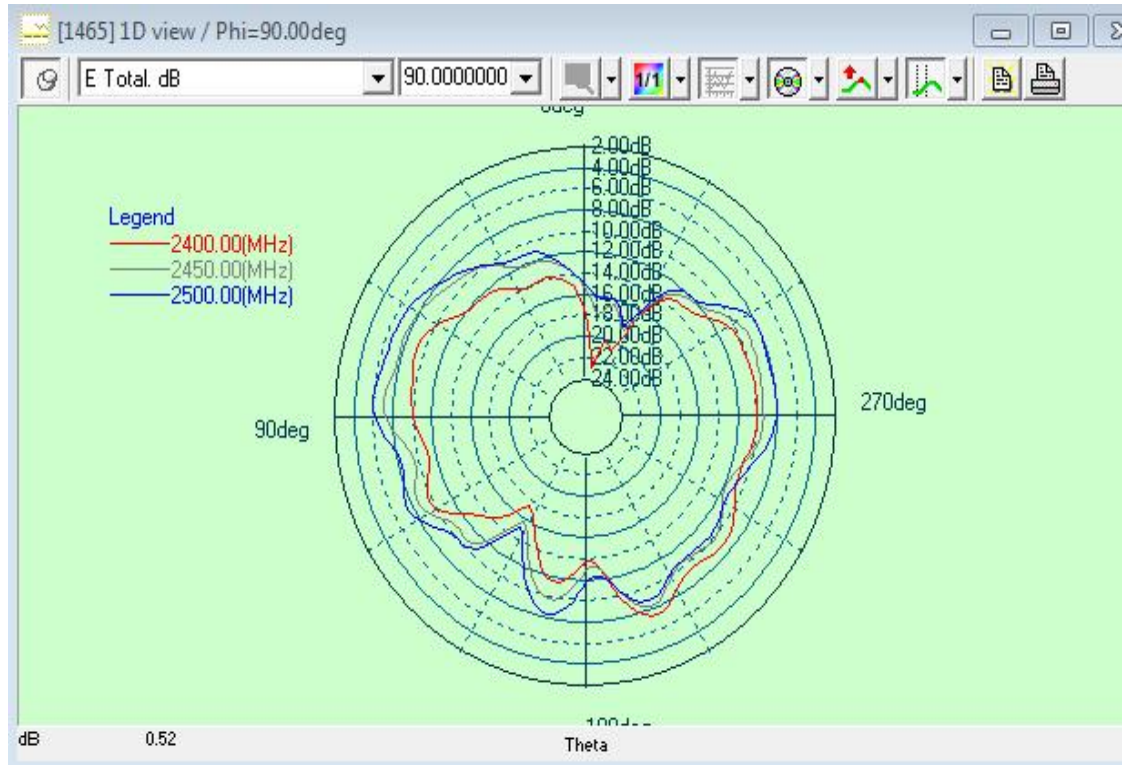 [1465] 1D view / Phi=90.00deg
E Total. dB
90.0000000
1/1
2.00dB
4.00dB
6.00dB
8.00dB
10.00dB
12.00dB
14.00dB
16.00dB
18.00dB
20.00dB
22.00dB
24.00dB
Legend
2400.00(MHz)
2450.00(MHz)
2500.00(MHz)
90deg
270deg
dB
0.52
Theta